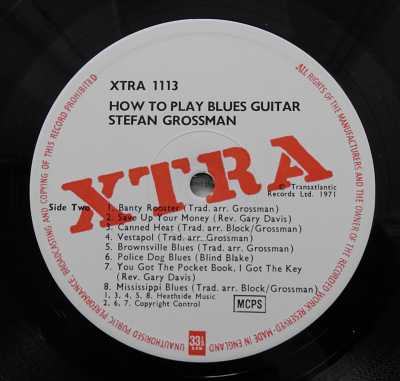 XTRA 1113
HOW TO PLAY BLUES GUITAR
STEFAN GROSSMAN
XTRA
© Transatlantic
Records Ltd. 1971
Side Two
1. Banty Rooster (Trad. arr. Grossman)
2. Save Up Your Money (Rev. Gary Davis)
3. Canned Heat (Trad. arr. Block/Grossman)
4. Vestapol (Trad. arr. Grossman)
5. Brownsville Blues (Trad. arr. Grossman)
6. Police Dog Blues (Blind Blake)
7. You Got The Pocket Book, I Got The Key
(Rev. Gary Davis)
8. Mississippi Blues (Trad. arr. Block/Grossman)
1, 3, 4, 5, 8. Heathside Music
2, 6, 7. Copyright Control
MCPS
33⅓
ALL RIGHTS OF THE MANUFACTURERS AND OF THE OWNER OF THE RECORDED WORK RESERVED-MADE IN ENGLAND
UNAUTHORISED PUBLIC PERFORMANCE, BROADCASTING AND COPYING OF THIS RECORD PROHIBITED